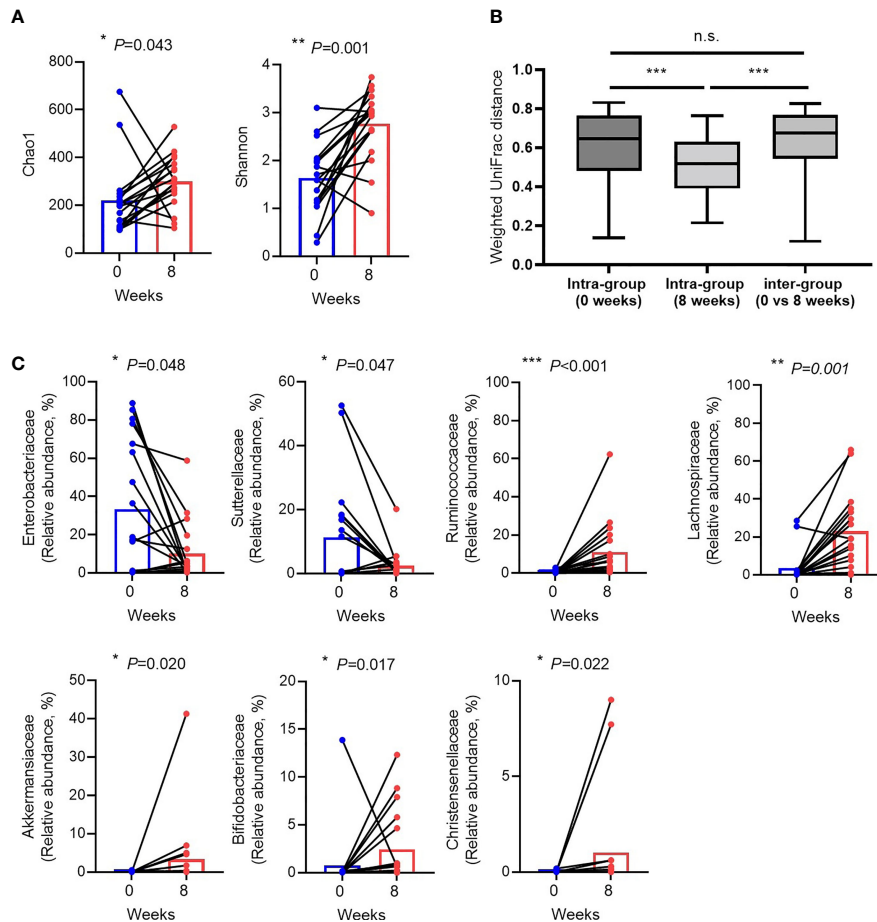 A
* P=0.043
Chao1
800
600
400
200
0
0 8
Weeks
** P=0.001
Shannon
4
3
2
1
0
0 8
Weeks
B
n.s.
*** ***
Weighted UniFrac distance
1.0
0.8
0.6
0.4
0.2
0.0
Intra-group
(0 weeks)
Intra-group
(8 weeks)
inter-group
(0 vs 8 weeks)
C
* P=0.048
Enterobacteriaceae
(Relative abundance, %)
100
80
60
40
20
0
0 8
Weeks
* P=0.047
Sutterellaceae
(Relative abundance, %)
60
40
20
0
0 8
Weeks
*** P<0.001
Ruminococcaceae
(Relative abundance, %)
100
80
60
40
20
0
0 8
Weeks
** P=0.001
Lachnospiraceae
(Relative abundance, %)
100
80
60
40
20
0
0 8
Weeks
* P=0.020
Akkermansiaceae
(Relative abundance, %)
50
40
30
20
10
0
0 8
Weeks
* P=0.017
Bifidobacteriaceae
(Relative abundance, %)
20
15
10
5
0
0 8
Weeks
* P=0.022
Christensenellaceae
(Relative abundance, %)
10
5
0
0 8
Weeks